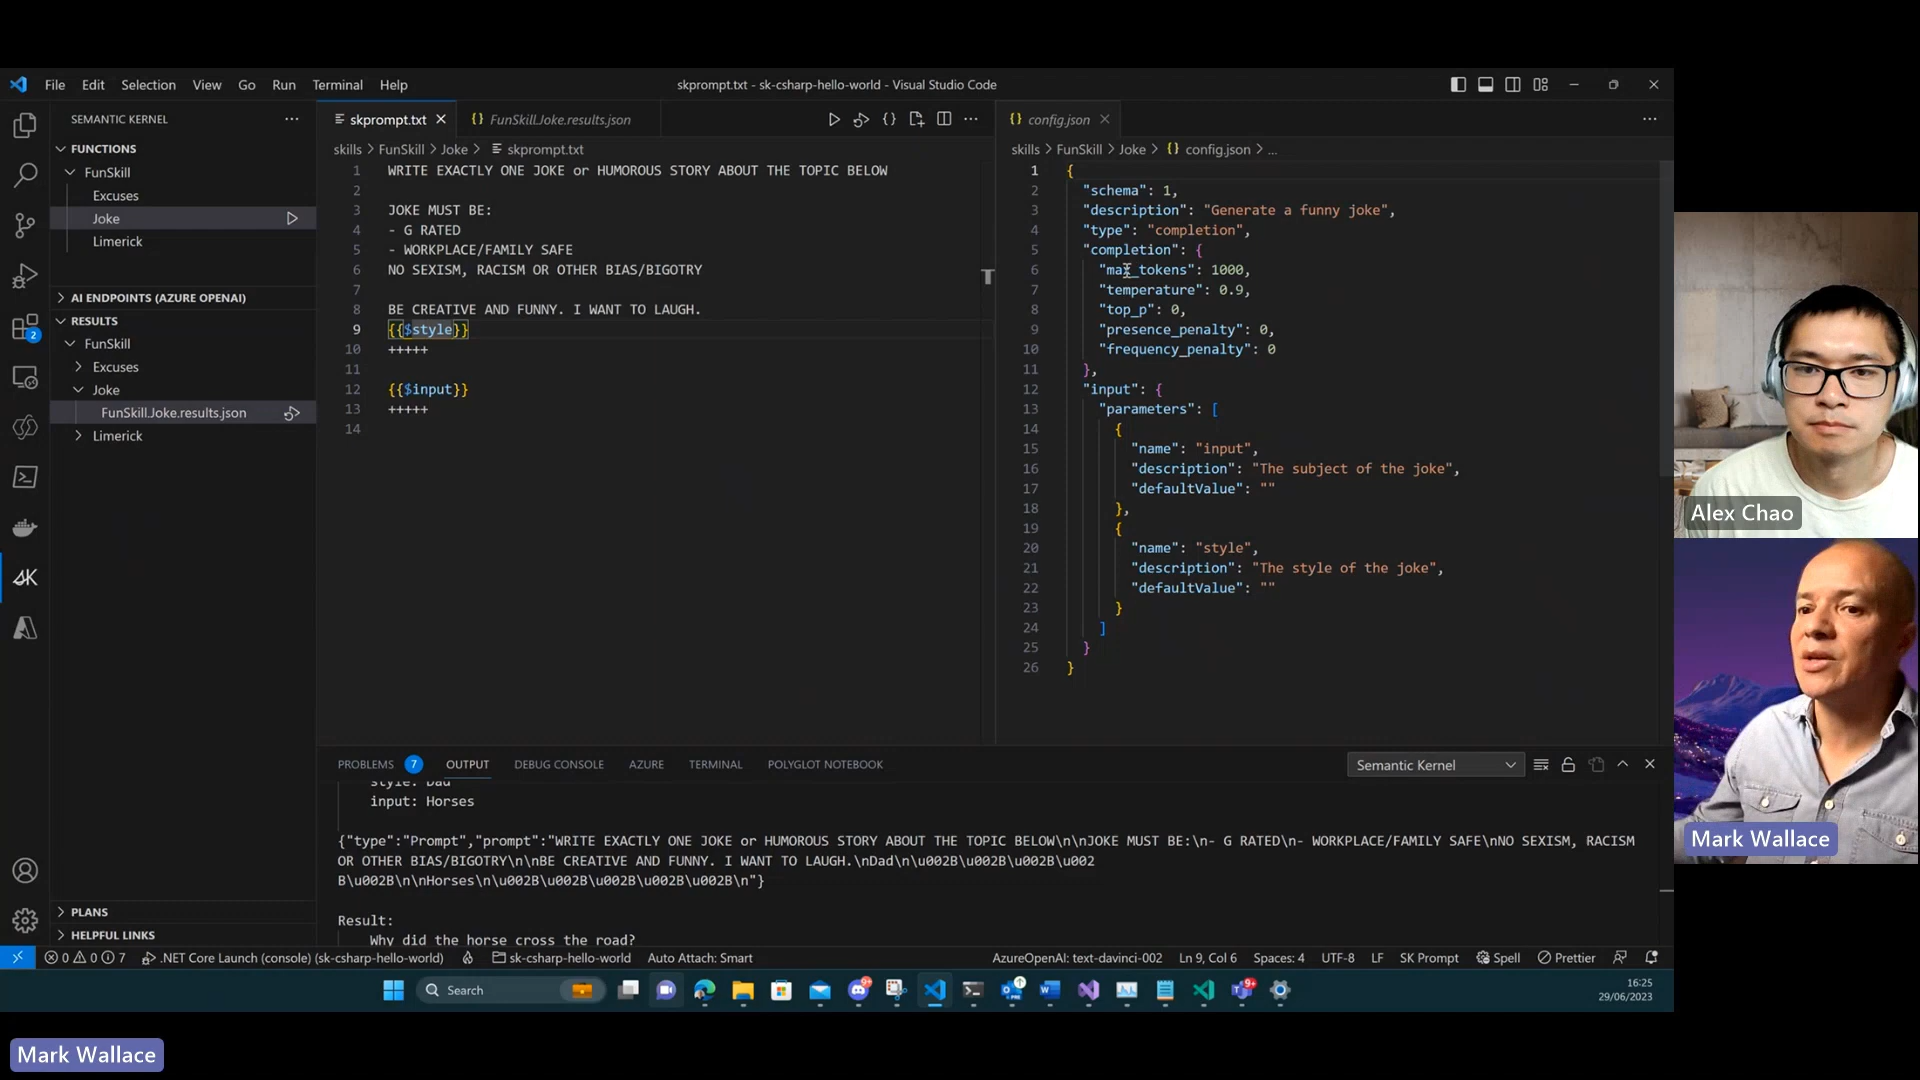 File Edit Selection View Go Run Terminal Help
skprompt.txt - sk-csharp-hello-world - Visual Studio Code
SEMANTIC KERNEL
FUNCTIONS
FunSkill
Excuses
Joke
Limerick
AI ENDPOINTS (AZURE OPENAI)
RESULTS
FunSkill
Excuses
Joke
FunSkill.Joke.results.json
Limerick
PLANS
HELPFUL LINKS
2
skprompt.txt
FunSkill.Joke.results.json
skills > FunSkill > Joke > skprompt.txt
1 WRITE EXACTLY ONE JOKE or HUMOROUS STORY ABOUT THE TOPIC BELOW
2
3 JOKE MUST BE:
4 - G RATED
5 - WORKPLACE/FAMILY SAFE
6 NO SEXISM, RACISM OR OTHER BIAS/BIGOTRY
7
8 BE CREATIVE AND FUNNY. I WANT TO LAUGH.
9 {{$style}}
10 +++++
11
12 {{$input}}
13 +++++
14
config.json
skills > FunSkill > Joke > config.json > ...
1 {
2 "schema": 1,
3 "description": "Generate a funny joke",
4 "type": "completion",
5 "completion": {
6 "max_tokens": 1000,
7 "temperature": 0.9,
8 "top_p": 0,
9 "presence_penalty": 0,
10 "frequency_penalty": 0
11 },
12 "input": {
13 "parameters": [
14 {
15 "name": "input",
16 "description": "The subject of the joke",
17 "defaultValue": ""
18 },
19 {
20 "name": "style",
21 "description": "The style of the joke",
22 "defaultValue": ""
23 }
24 ]
25 }
26 }
PROBLEMS 7 OUTPUT DEBUG CONSOLE AZURE TERMINAL POLYGLOT NOTEBOOK
Semantic Kernel
style: Dad
input: Horses
{"type":"Prompt","prompt":"WRITE EXACTLY ONE JOKE or HUMOROUS STORY ABOUT THE TOPIC BELOW\n\nJOKE MUST BE:\n- G RATED\n- WORKPLACE/FAMILY SAFE\nNO SEXISM, RACISM
OR OTHER BIAS/BIGOTRY\n\nBE CREATIVE AND FUNNY. I WANT TO LAUGH.\nDad\n\u002B\u002B\u002B\u002
B\u002B\n\nHorses\n\u002B\u002B\u002B\u002B\u002B\n"}
Result:
Why did the horse cross the road?
0 0 7 .NET Core Launch (console) (sk-csharp-hello-world) sk-csharp-hello-world Auto Attach: Smart
AzureOpenAI: text-davinci-002 Ln 9, Col 6 Spaces: 4 UTF-8 LF SK Prompt Spell Prettier
Search
16:25
29/06/2023
Alex Chao
Mark Wallace
Mark Wallace